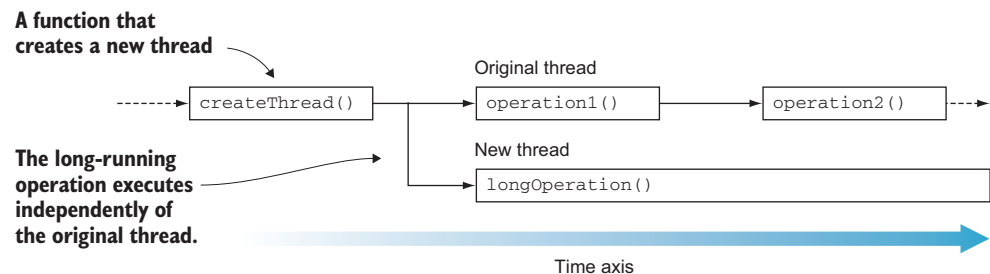 A function that
creates a new thread
Original thread
createThread()
operation1()
operation2()
The long-running
operation executes
independently of
the original thread.
New thread
longOperation()
Time axis